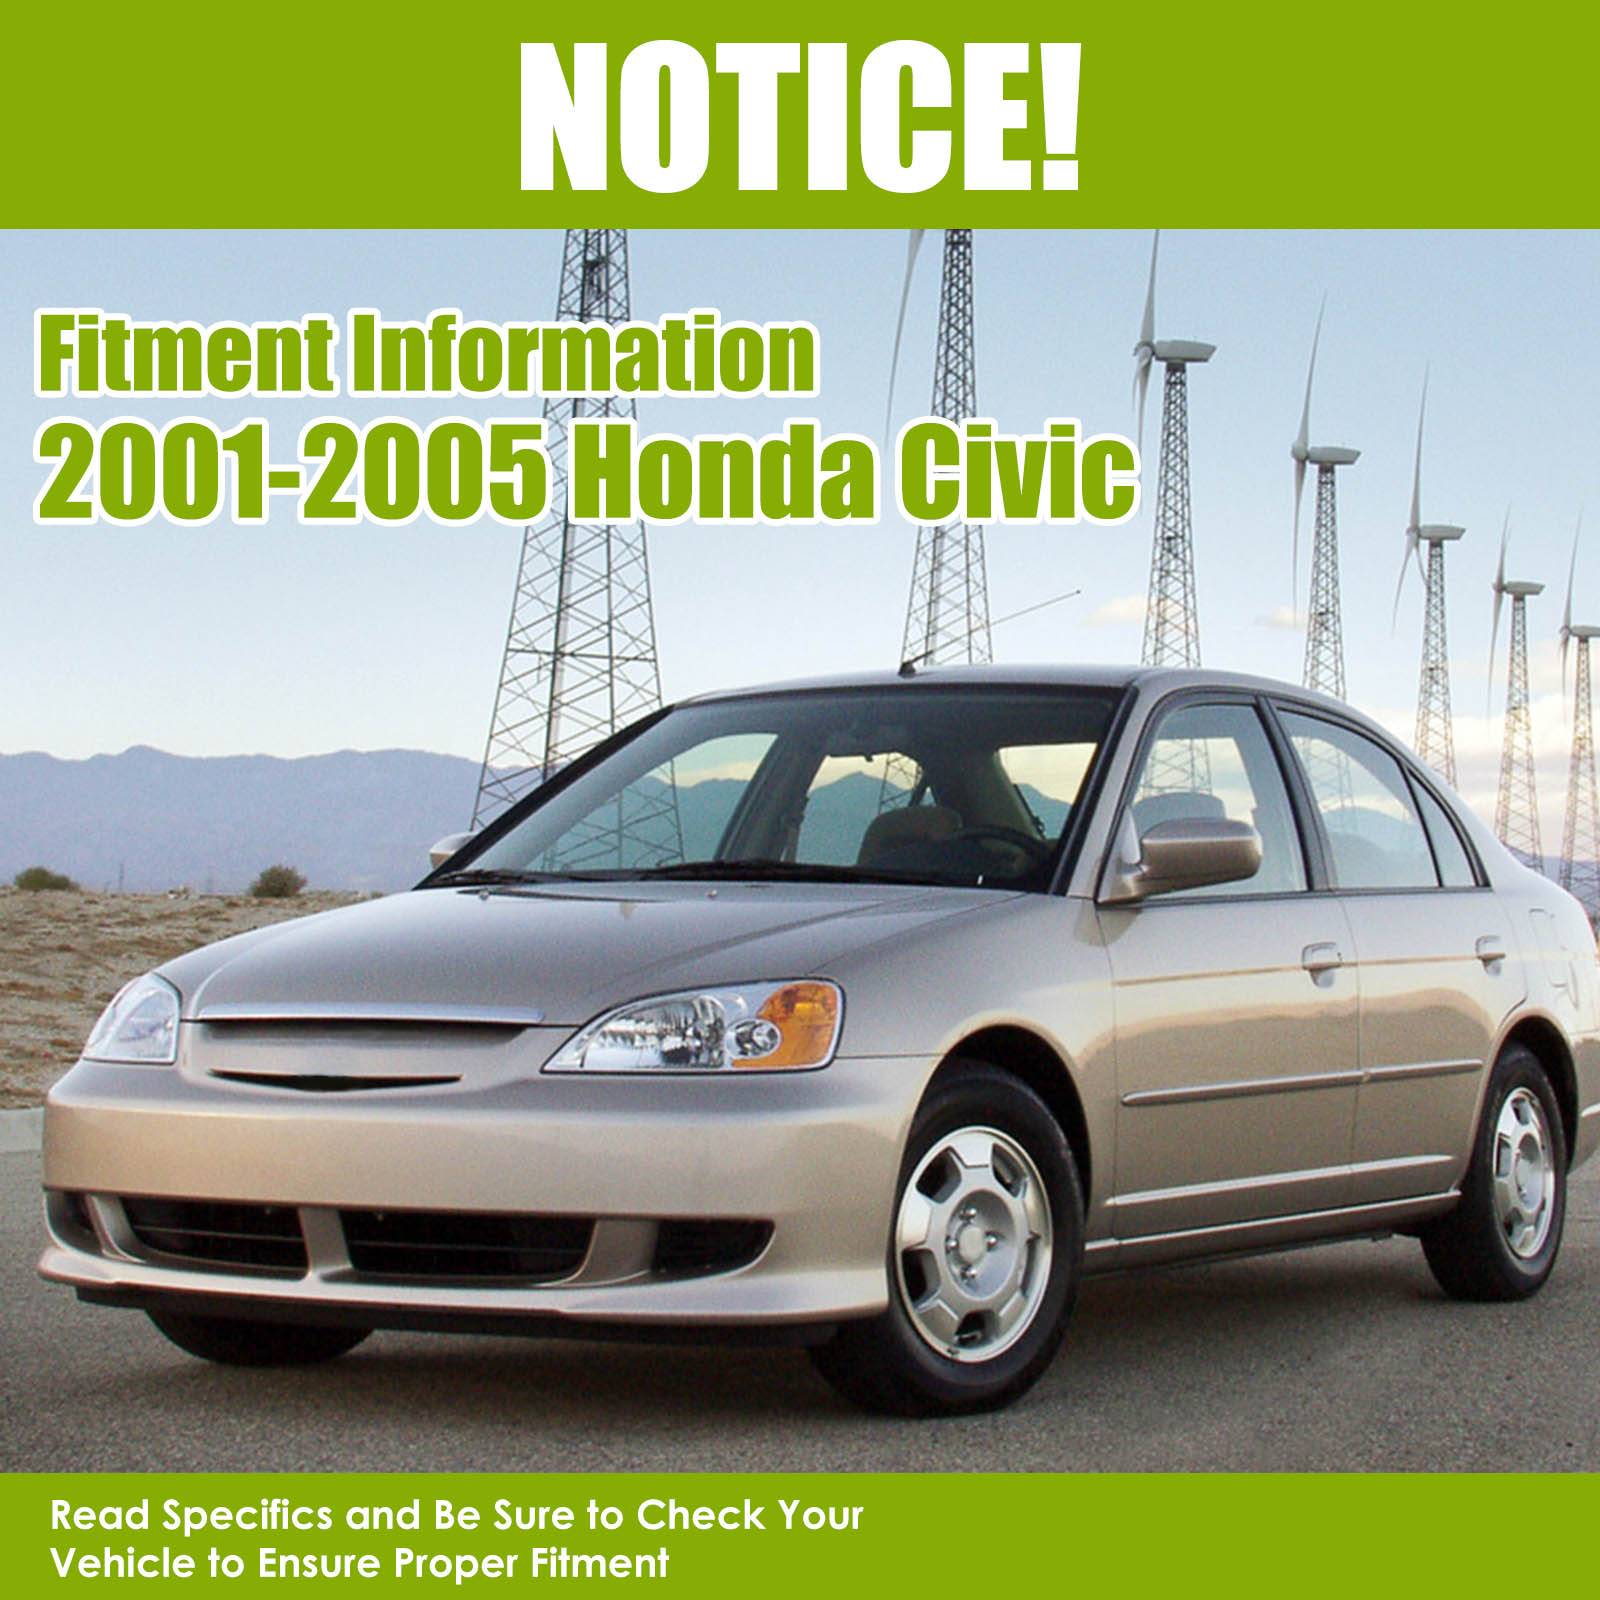 NOTICE!
Fitment Information
2001-2005 Honda Civic
Read Specifics and Be Sure to Check Your
Vehicle to Ensure Proper Fitment